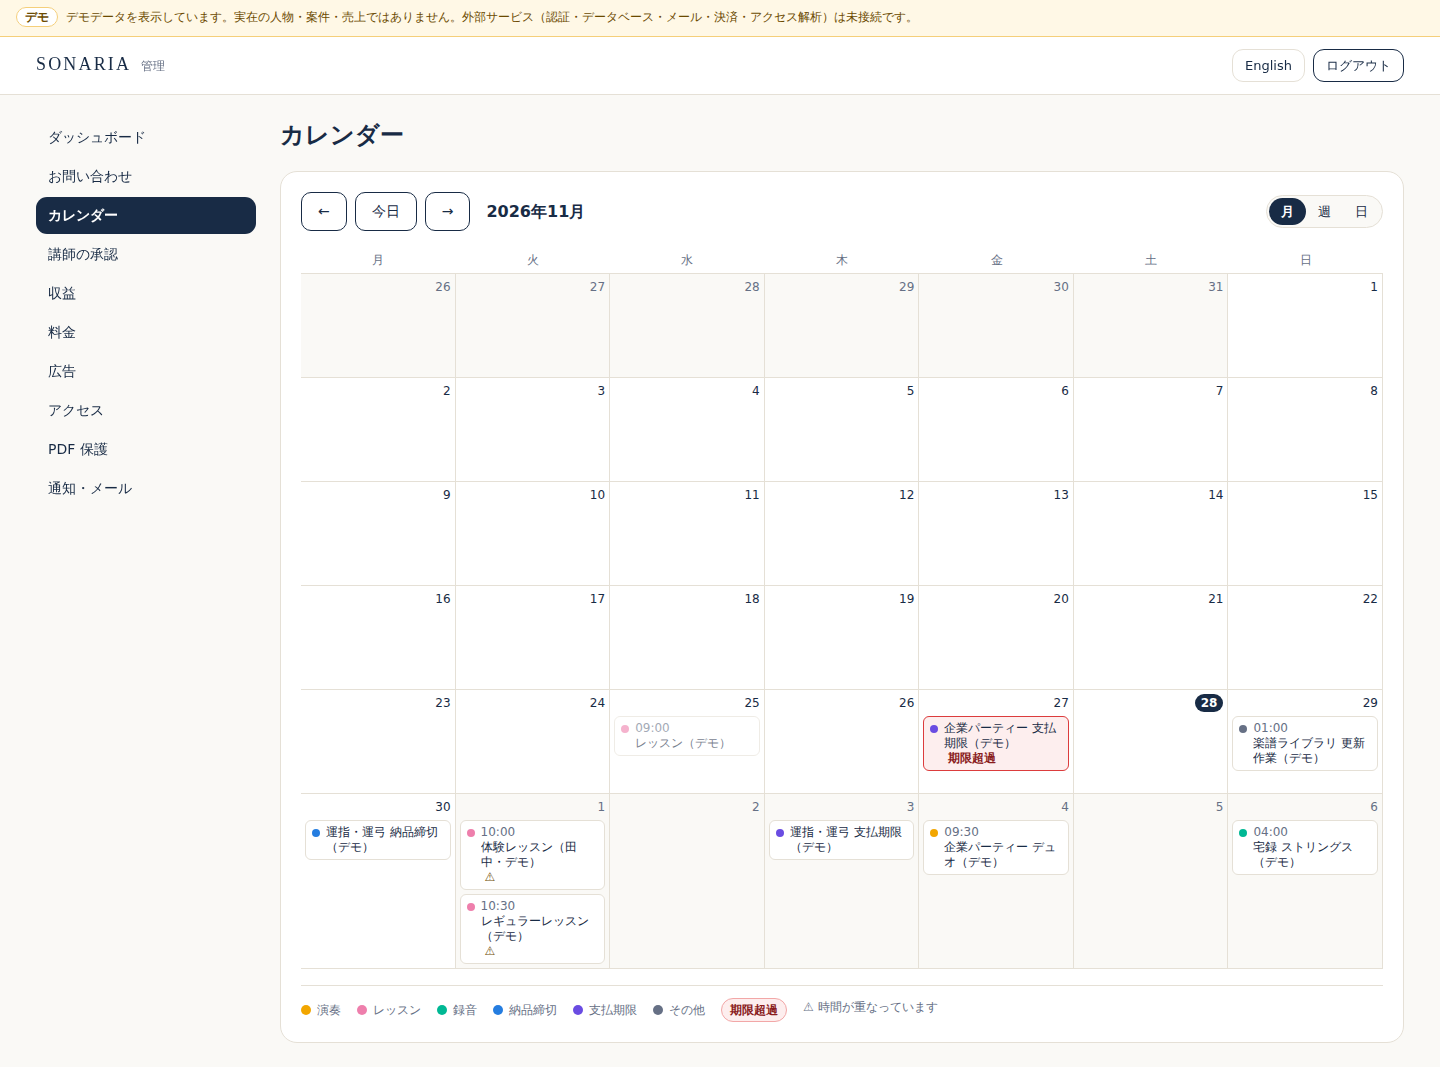 デモ デモデータを表示しています。実在の人物・案件・売上ではありません。外部サービス（認証・データベース・メール・決済・アクセス解析）は未接続です。
SONARIA 管理
English ログアウト
ダッシュボード
お問い合わせ
カレンダー
講師の承認
収益
料金
広告
アクセス
PDF 保護
通知・メール
カレンダー
← 今日 → 2026年11月
月 週 日
月 火 水 木 金 土 日
26 27 28 29 30 31 1
2 3 4 5 6 7 8
9 10 11 12 13 14 15
16 17 18 19 20 21 22
23 24 25 26 27 28 29
09:00
レッスン（デモ）
企業パーティー 支払
期限（デモ）
期限超過
01:00
楽譜ライブラリ 更新
作業（デモ）
30 1 2 3 4 5 6
運指・運弓 納品締切
（デモ）
10:00
体験レッスン（田
中・デモ）
⚠
10:30
レギュラーレッスン
（デモ）
⚠
運指・運弓 支払期限
（デモ）
09:30
企業パーティー デュ
オ（デモ）
04:00
宅録 ストリングス
（デモ）
演奏 レッスン 録音 納品締切 支払期限 その他 期限超過 ⚠ 時間が重なっています